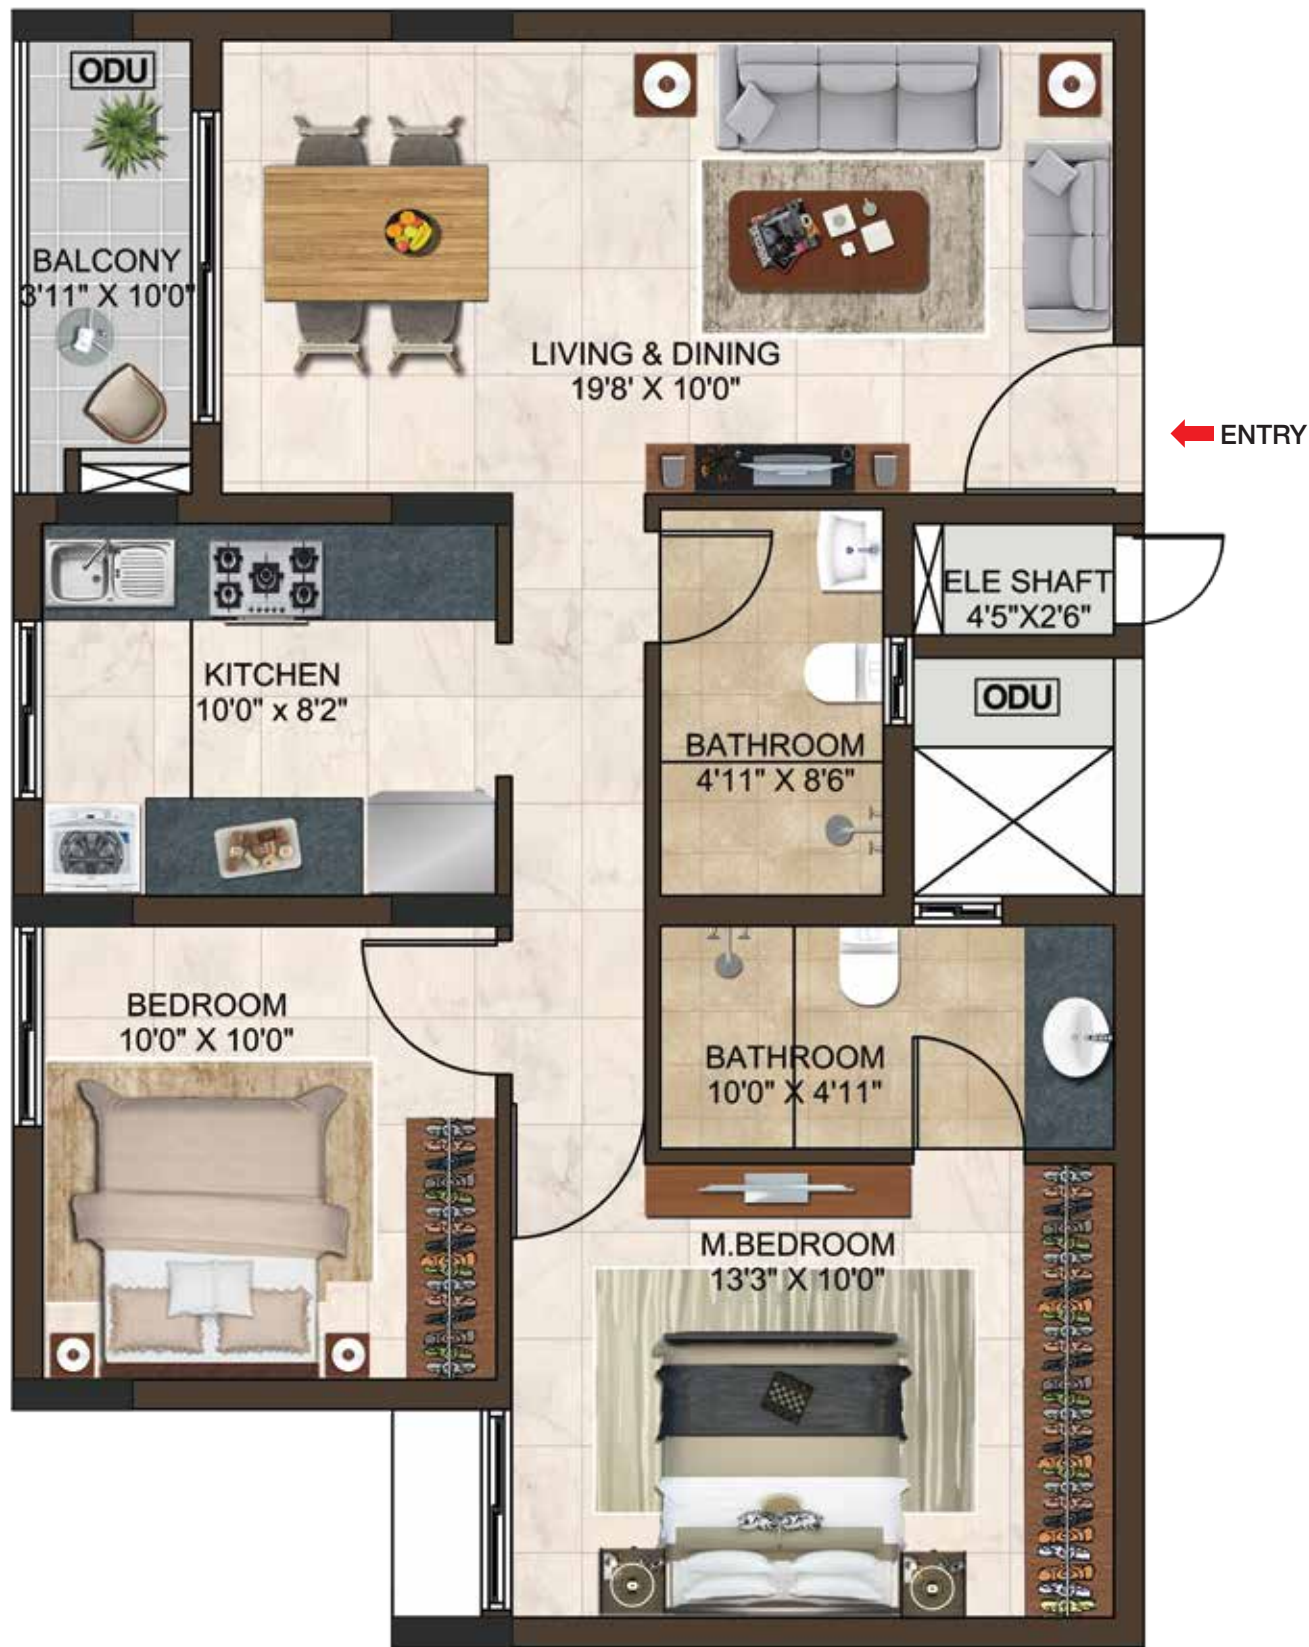 ODU
BALCONY
3'11" X 10'0"
LIVING & DINING
19'8' X 10'0"
ENTRY
ELE SHAFT
4'5"X2'6"
KITCHEN
10'0" x 8'2"
ODU
BATHROOM
4'11" X 8'6"
BEDROOM
10'0" X 10'0"
BATHROOM
10'0" X 4'11"
M.BEDROOM
13'3" X 10'0"